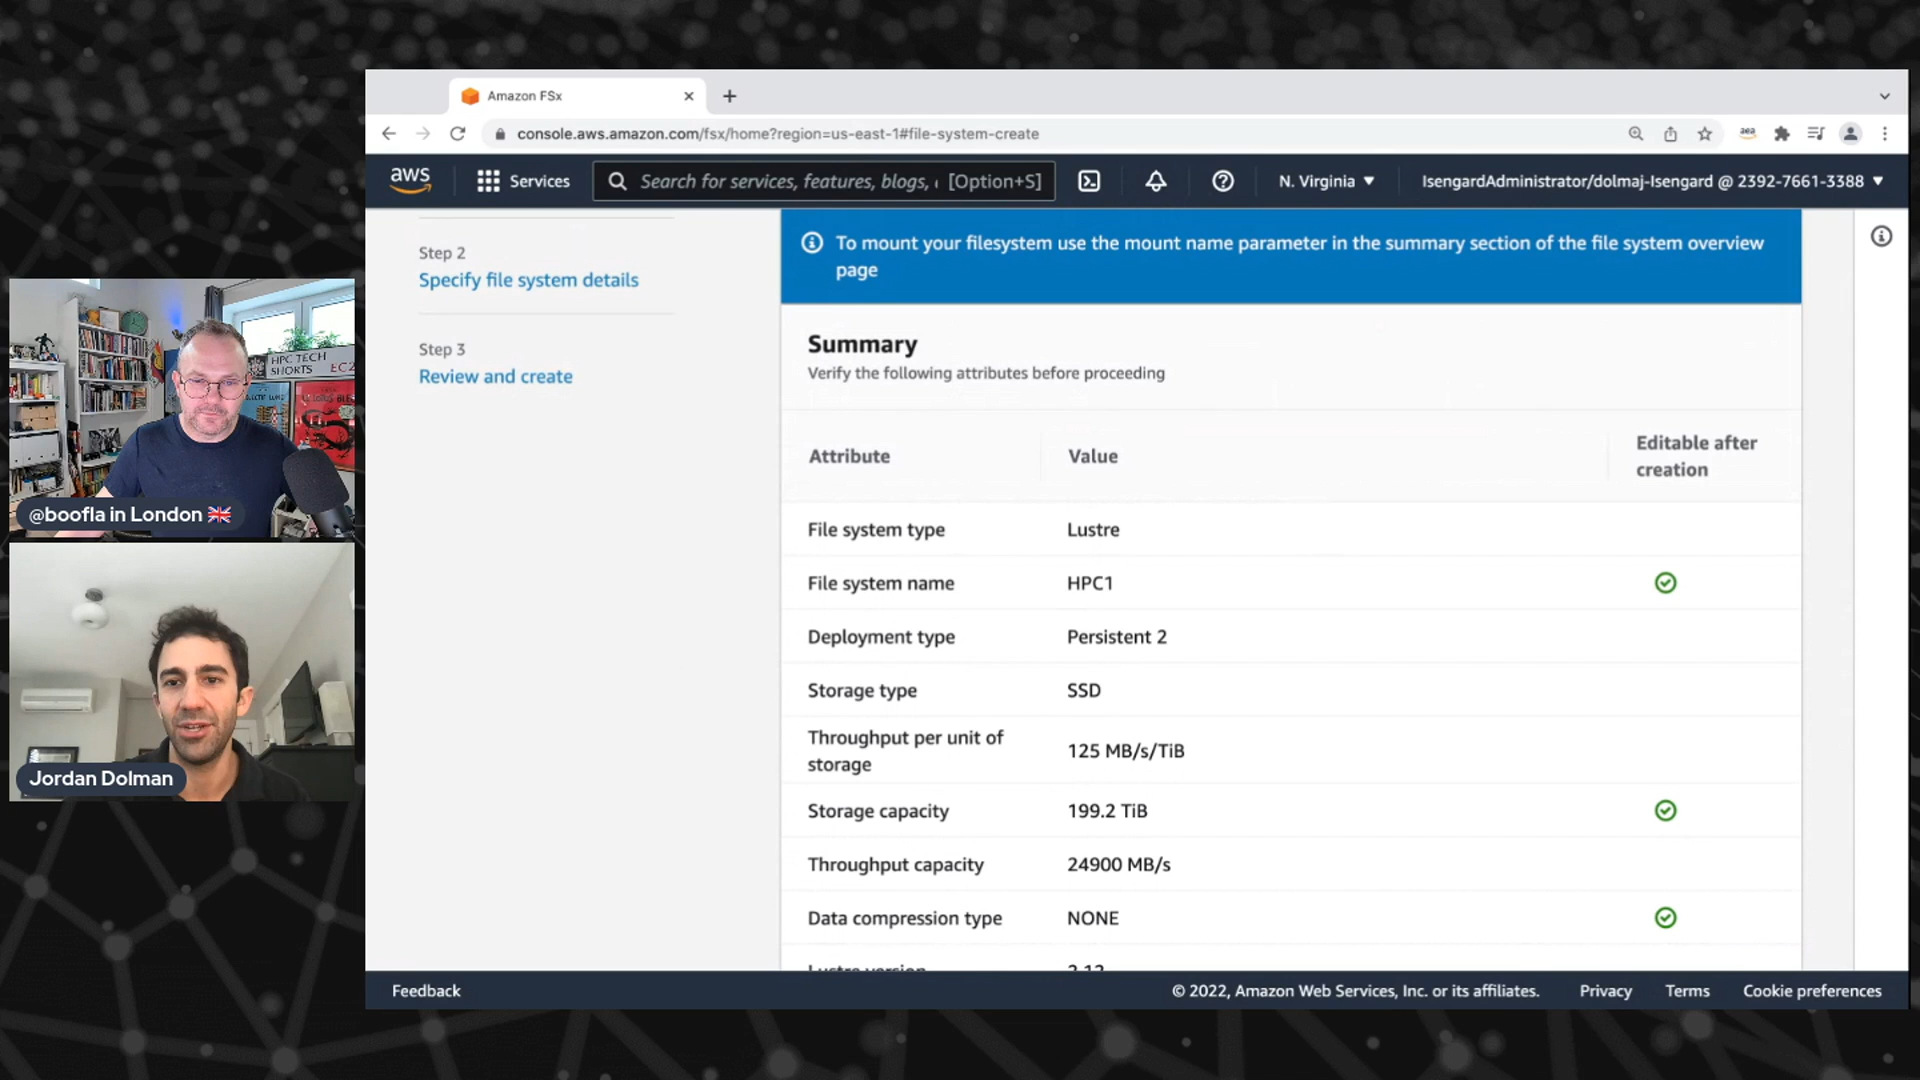 Amazon FSx
console.aws.amazon.com/fsx/home?region=us-east-1#file-system-create
aea
aws
Services
Search for services, features, blogs, [Option+S]
N. Virginia
IsengardAdministrator/dolmaj-Isengard @ 2392-7661-3388
Step 2
Specify file system details
Step 3
Review and create
To mount your filesystem use the mount name parameter in the summary section of the file system overview
page
Summary
Verify the following attributes before proceeding
Attribute
Value
Editable after
creation
File system type
Lustre
File system name
HPC1
Deployment type
Persistent 2
Storage type
SSD
Throughput per unit of
storage
125 MB/s/TiB
Storage capacity
199.2 TiB
Throughput capacity
24900 MB/s
Data compression type
NONE
Lustre version
2.12
Feedback
© 2022, Amazon Web Services, Inc. or its affiliates.
Privacy
Terms
Cookie preferences
HPC TECH
SHORTS
EC2
@boofla in London
Jordan Dolman